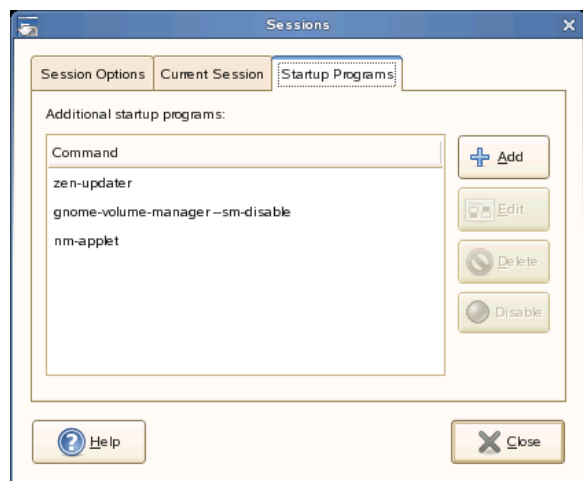 Sessions
Session Options
Current Session
Startup Programs
Additional startup programs:
Command
zen-updater
gnome-volume-manager --sm-disable
nm-applet
Add
Edit
Delete
Disable
Help
Close